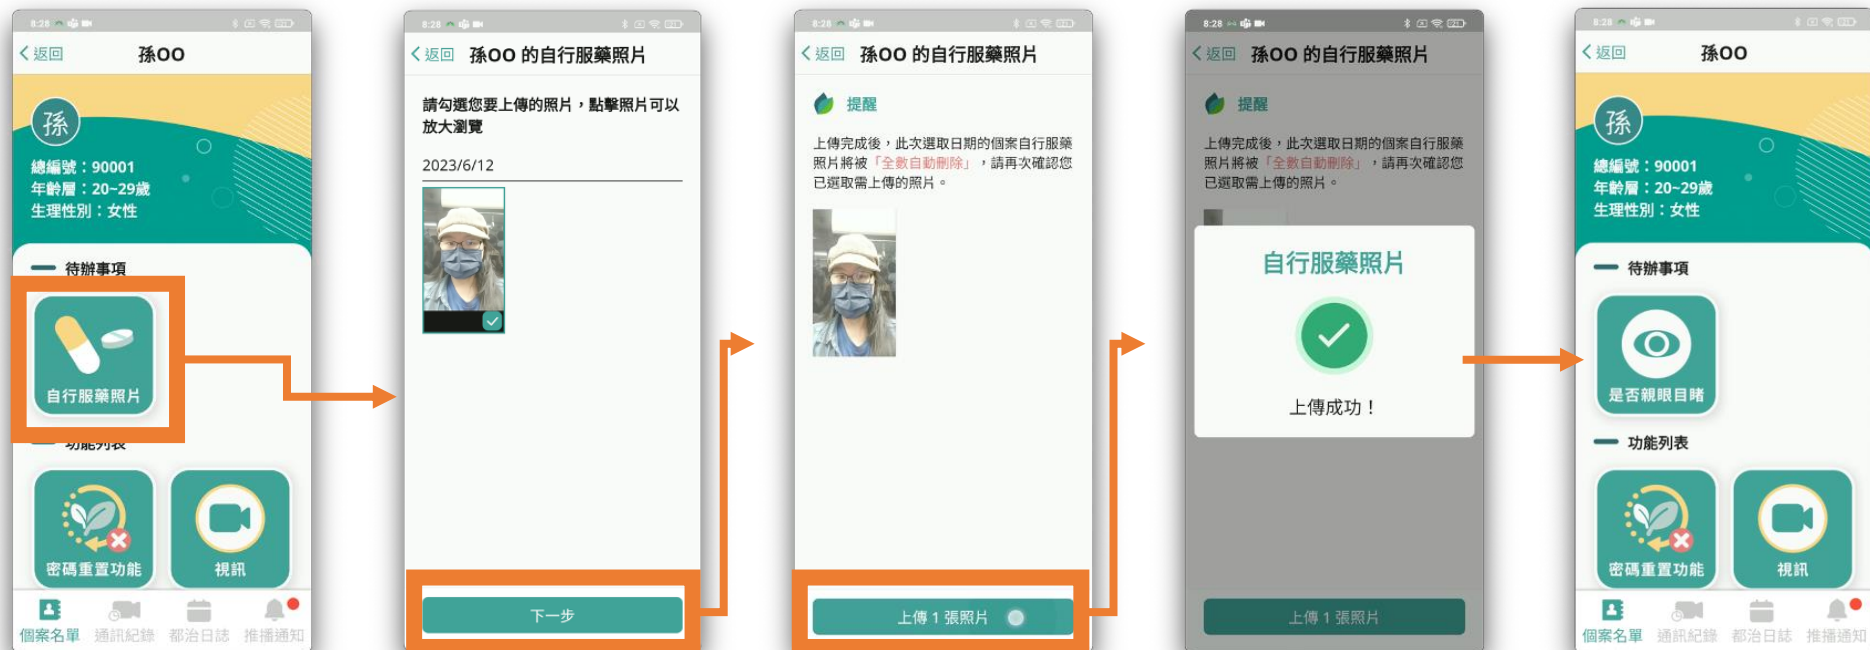 8:28
返回 孫OO
孫
總編號：90001
年齡層：20~29歲
生理性別：女性
待辦事項
自行服藥照片
功能列表
密碼重置功能 視訊
個案名單 通訊紀錄 都治日誌 推播通知
8:28
返回 孫OO 的自行服藥照片
請勾選您要上傳的照片，點擊照片可以
放大瀏覽
2023/6/12
下一步
8:28
返回 孫OO 的自行服藥照片
提醒
上傳完成後，此次選取日期的個案自行服藥
照片將被「全數自動刪除」，請再次確認您
已選取需上傳的照片。
上傳 1 張照片
8:28
返回 孫OO 的自行服藥照片
提醒
上傳完成後，此次選取日期的個案自行服藥
照片將被「全數自動刪除」，請再次確認您
已選取需上傳的照片。
自行服藥照片
上傳成功！
上傳 1 張照片
8:28
返回 孫OO
孫
總編號：90001
年齡層：20~29歲
生理性別：女性
待辦事項
是否親眼目睹
功能列表
密碼重置功能 視訊
個案名單 通訊紀錄 都治日誌 推播通知